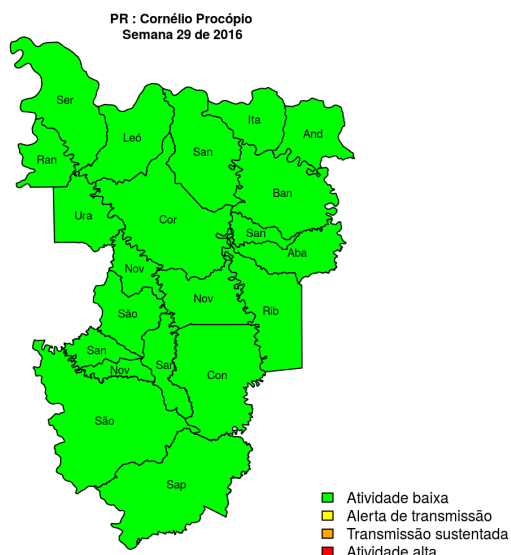 PR : Cornélio Procópio
Semana 29 de 2016
Ser
Ita
And
Leó
San
Ran
Ban
Ura
Cor
San
Aba
Nov
Nov
São
Rib
San
San
Nov
Con
São
Sap
Atividade baixa
Alerta de transmissão
Transmissão sustentada
Atividade alta